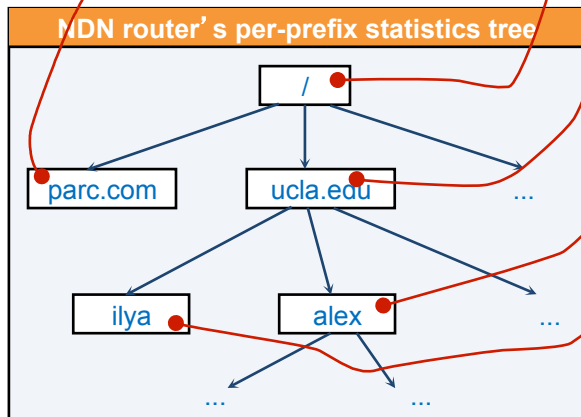 NDN router’s per-prefix statistics tree
/
parc.com
ucla.edu
...
ilya
alex
...
...
...